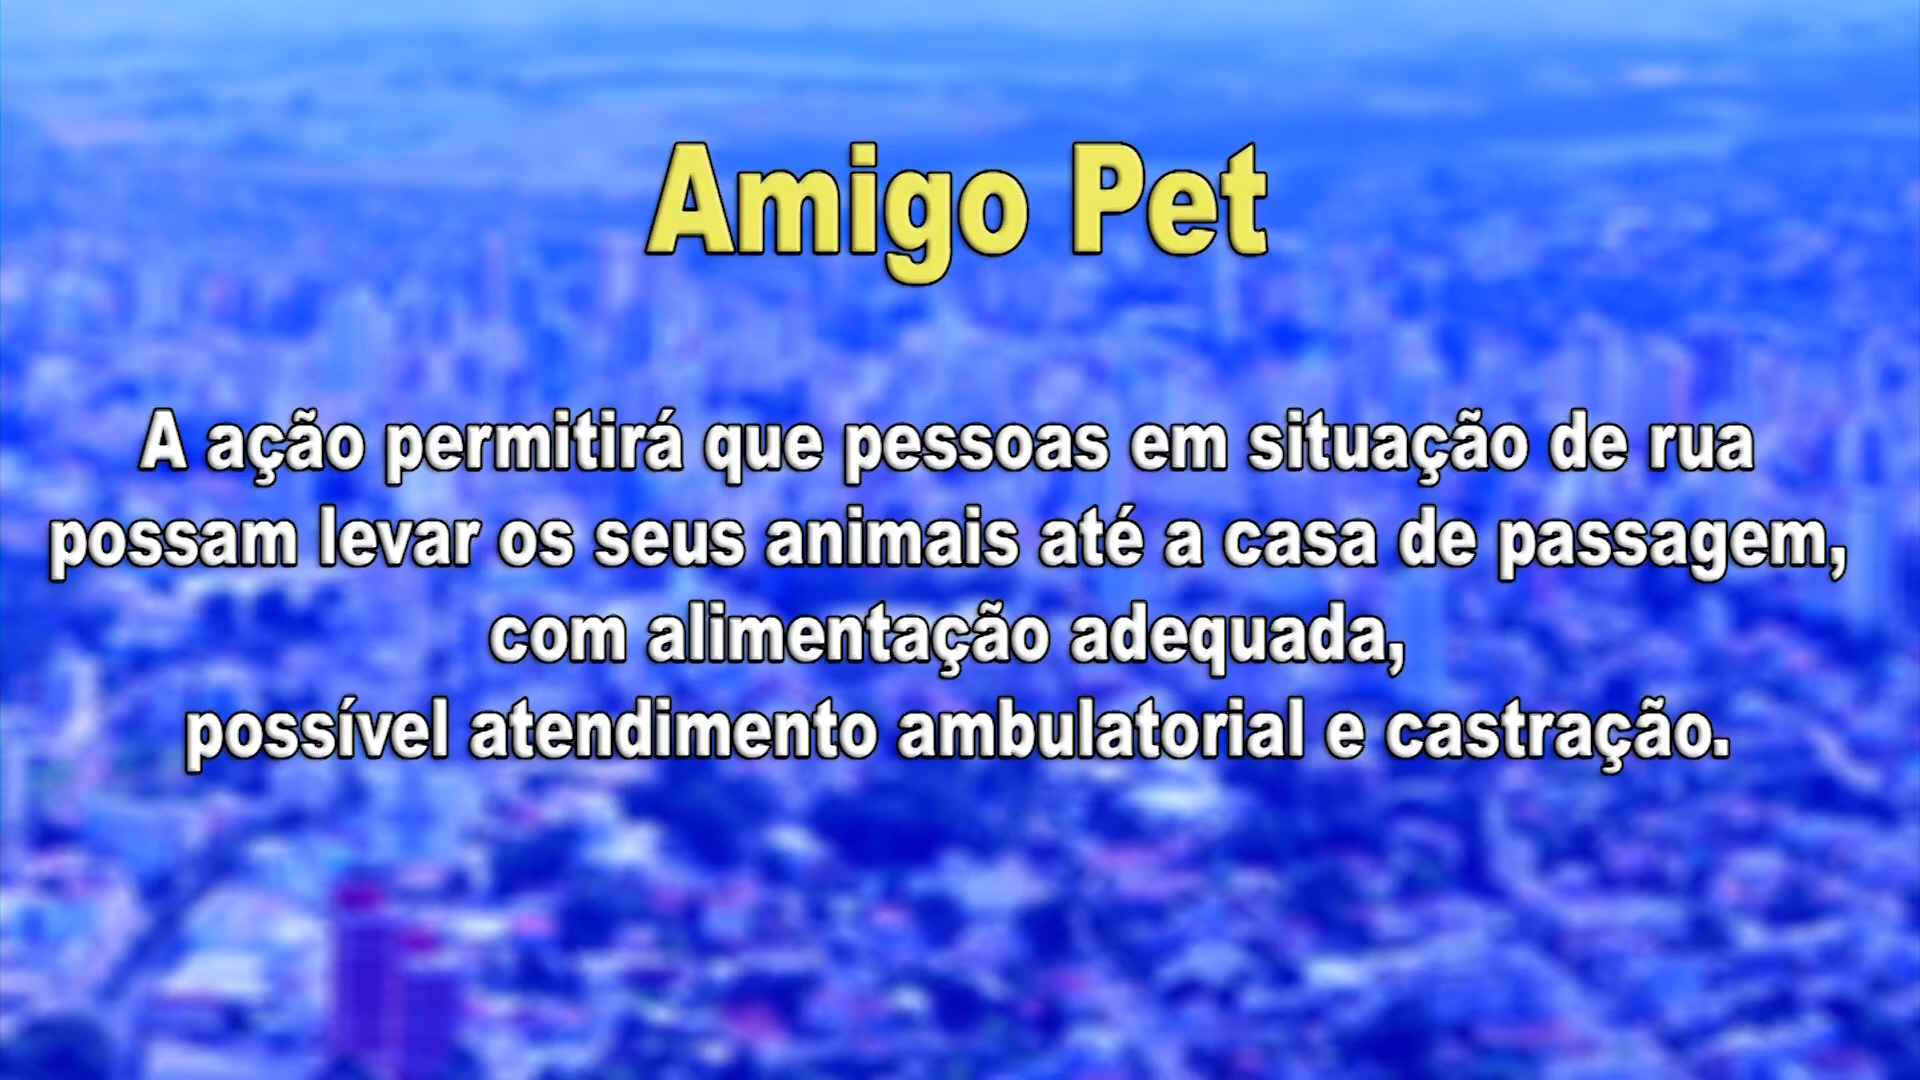 Amigo Pet
A ação permitirá que pessoas em situação de rua
possam levar os seus animais até a casa de passagem,
com alimentação adequada,
possível atendimento ambulatorial e castração.